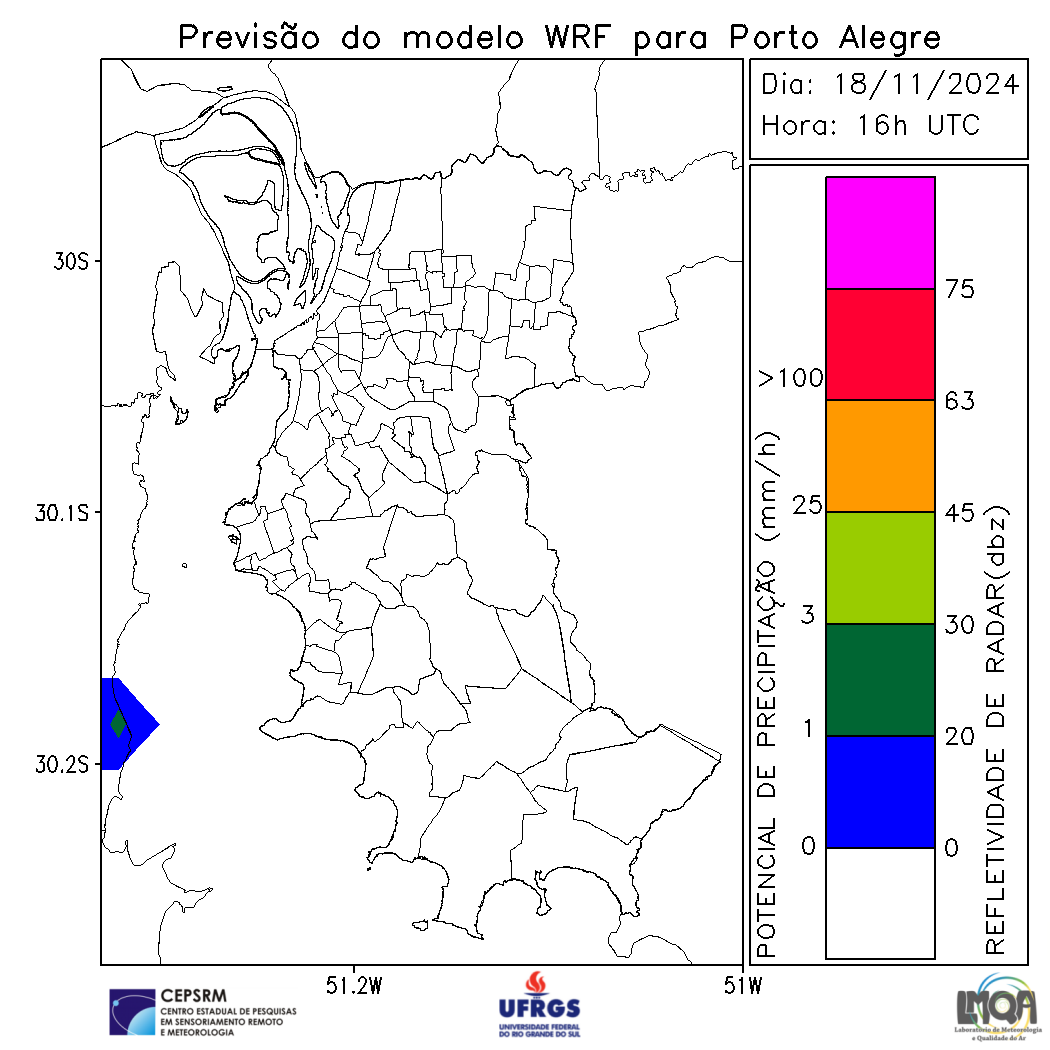 Previsão do modelo WRF para Porto Alegre
Dia: 18/11/2024
Hora: 16h UTC
30S
30.1S
30.2S
51.2W
51W
POTENCIAL DE PRECIPITAÇÃO (mm/h)
>100
25
3
1
0
75
63
45
30
20
0
REFLETIVIDADE DE RADAR(dbz)
CEPSRM
CENTRO ESTADUAL DE PESQUISAS
EM SENSORIAMENTO REMOTO
E METEOROLOGIA
UFRGS
UNIVERSIDADE FEDERAL
DO RIO GRANDE DO SUL
LMQA
Laboratório de Meteorologia
e Qualidade do Ar